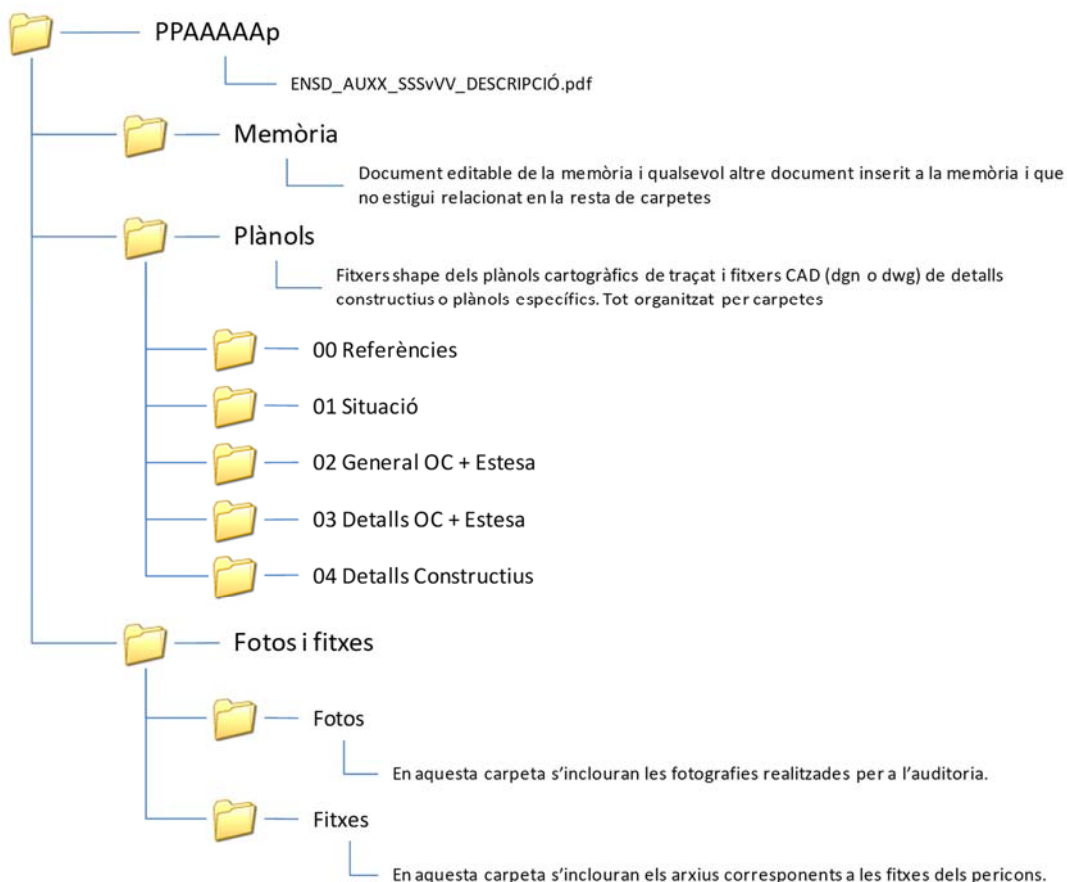 PPAAAAAp
ENSD_AUXX_SSSvVV_DESCRIPCIÓ.pdf
Memòria
Document editable de la memòria i qualsevol altre document inserit a la memòria i que
no estigui relacionat en la resta de carpetes
Plànols
Fitxers shape dels plànols cartogràfics de traçat i fitxers CAD (dgn o dwg) de detalls
constructius o plànols específics. Tot organitzat per carpetes
00 Referències
01 Situació
02 General OC + Estesa
03 Detalls OC + Estesa
04 Detalls Constructius
Fotos i fitxes
Fotos
En aquesta carpeta s'inclouran les fotografies realitzades per a l'auditoria.
Fitxes
En aquesta carpeta s'inclouran els arxius corresponents a les fitxes dels pericons.